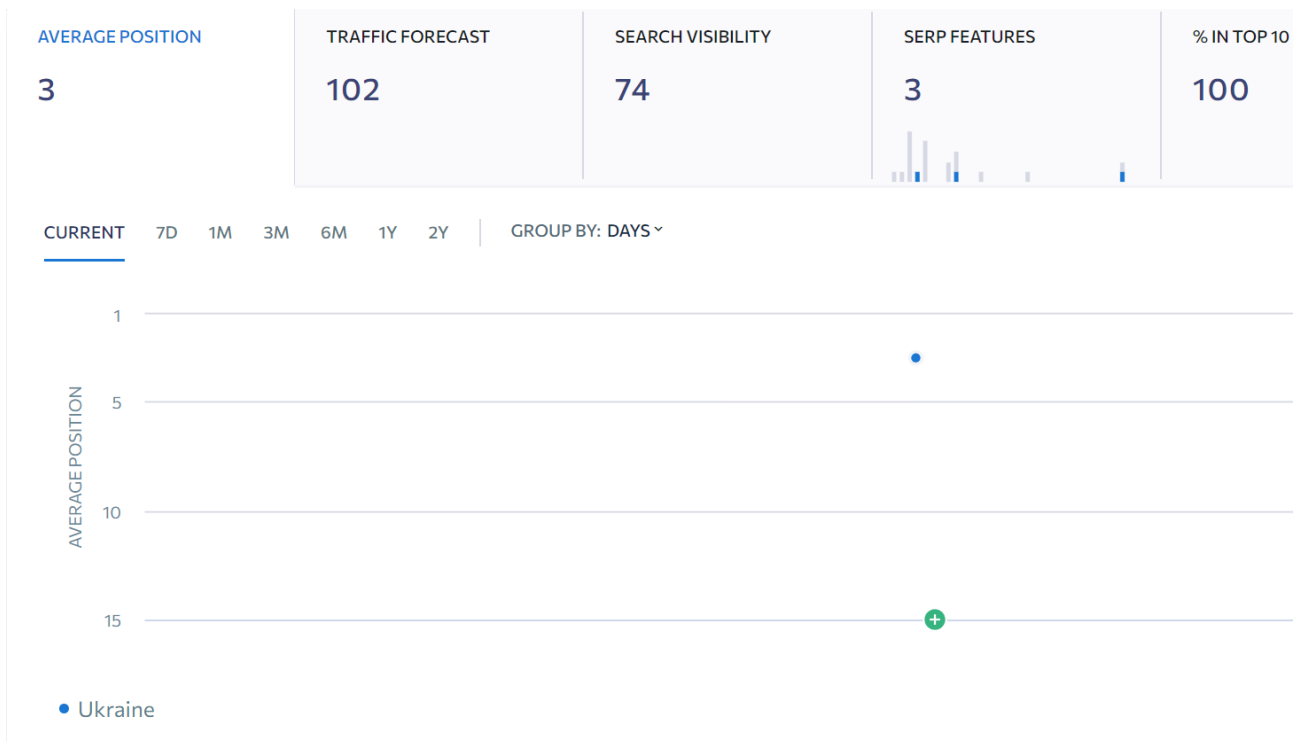 AVERAGE POSITION
3
TRAFFIC FORECAST
102
SEARCH VISIBILITY
74
SERP FEATURES
3
% IN TOP 10
100
CURRENT 7D 1M 3M 6M 1Y 2Y GROUP BY: DAYS
1
5
10
15
AVERAGE POSITION
Ukraine